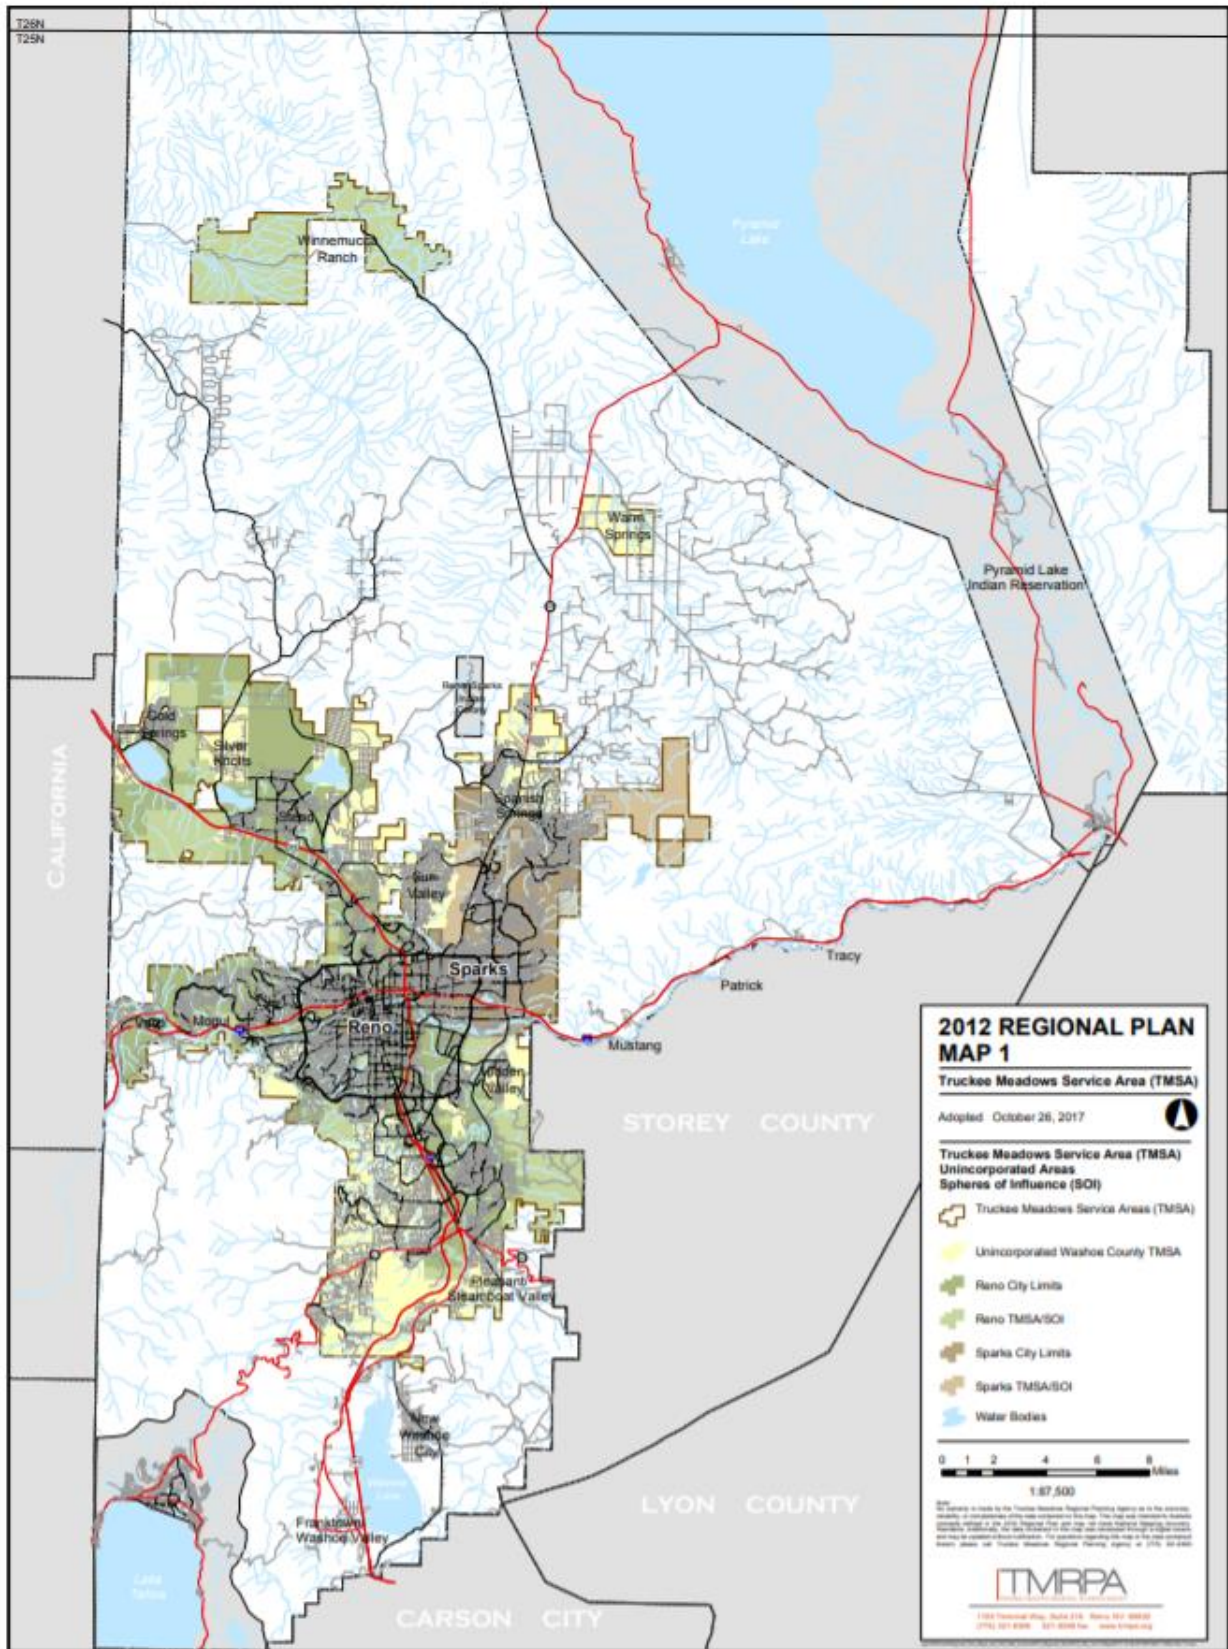 T26N
T25N
Pyramid
Lake
Winnemucca
Ranch
Warm
Springs
Pyramid Lake
Indian Reservation
Cold
Springs
Silver
Knolls
Stead
Spanish
Springs
CALIFORNIA
Sun
Valley
Sparks
Tracy
Patrick
Verdi
Mogul
Reno
Mustang
Hidden
Valley
STOREY COUNTY
Pleasant/
Steamboat Valley
New
Washoe
City
Washoe
Lake
Franktown/
Washoe Valley
LYON COUNTY
Lake
Tahoe
CARSON CITY
2012 REGIONAL PLAN
MAP 1
Truckee Meadows Service Area (TMSA)
Adopted October 26, 2017
Truckee Meadows Service Area (TMSA)
Unincorporated Areas
Spheres of Influence (SOI)
Truckee Meadows Service Areas (TMSA)
Unincorporated Washoe County TMSA
Reno City Limits
Reno TMSA/SOI
Sparks City Limits
Sparks TMSA/SOI
Water Bodies
0 1 2 4 6 8
Miles
1:87,500
TMRPA